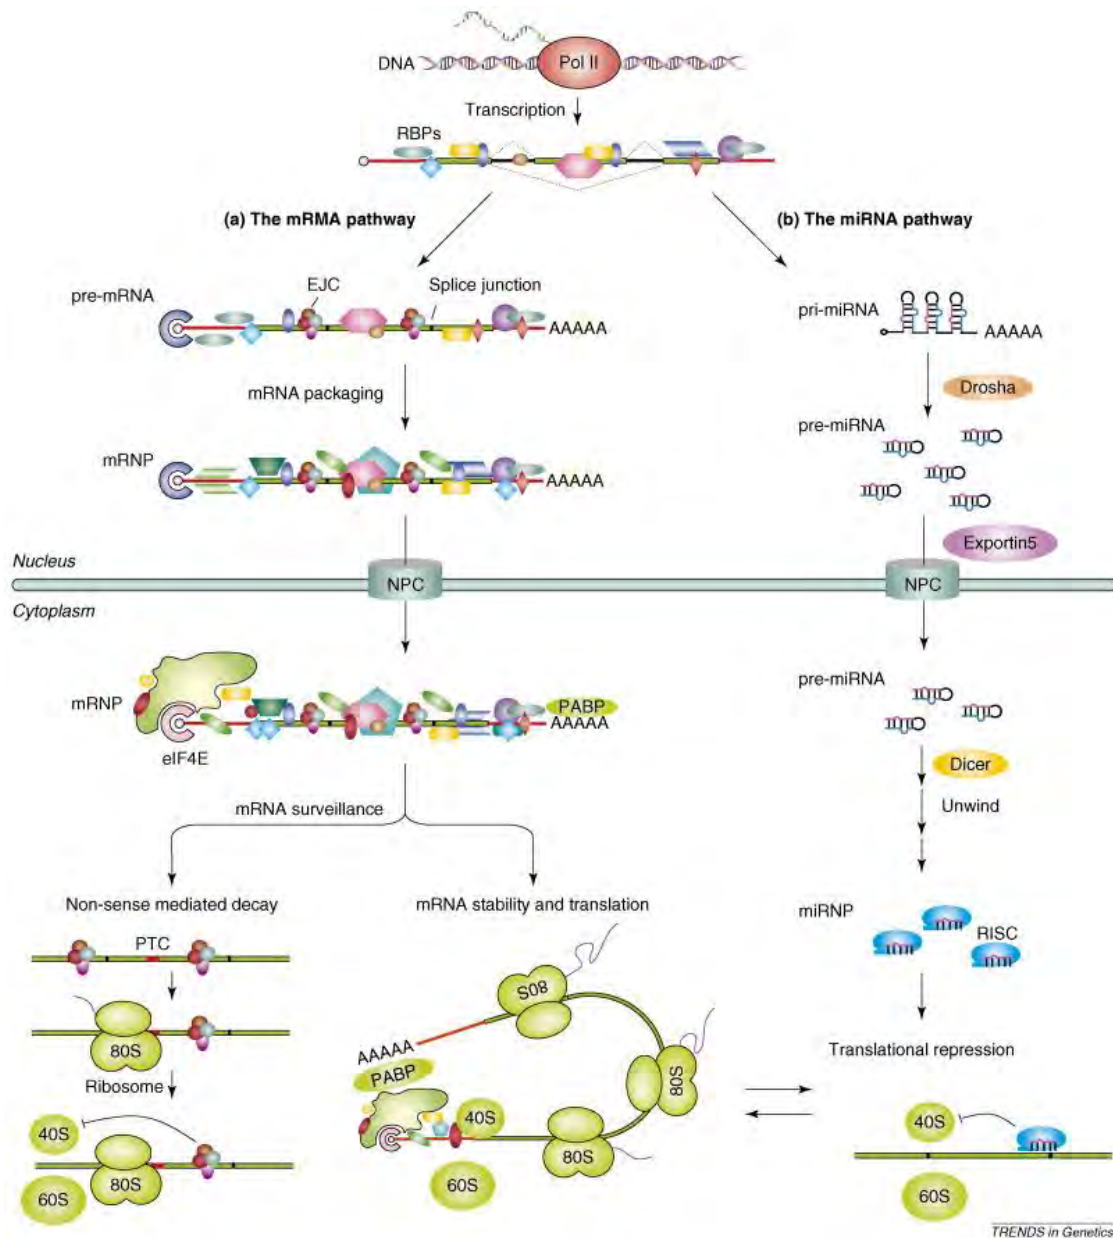 DNA
Pol II
Transcription
RBPs
(a) The mRMA pathway
(b) The miRNA pathway
EJC
Splice junction
pre-mRNA
AAAAA
pri-miRNA
AAAAA
mRNA packaging
Drosha
pre-miRNA
mRNP
AAAAA
Exportin5
Nucleus
NPC
NPC
Cytoplasm
pre-miRNA
mRNP
PABP
AAAAA
eIF4E
Dicer
mRNA surveillance
Unwind
Non-sense mediated decay
mRNA stability and translation
miRNP
RISC
PTC
80S
80S
AAAAA
Translational repression
PABP
80S
Ribosome
40S
40S
40S
80S
80S
60S
60S
60S
TRENDS in Genetics